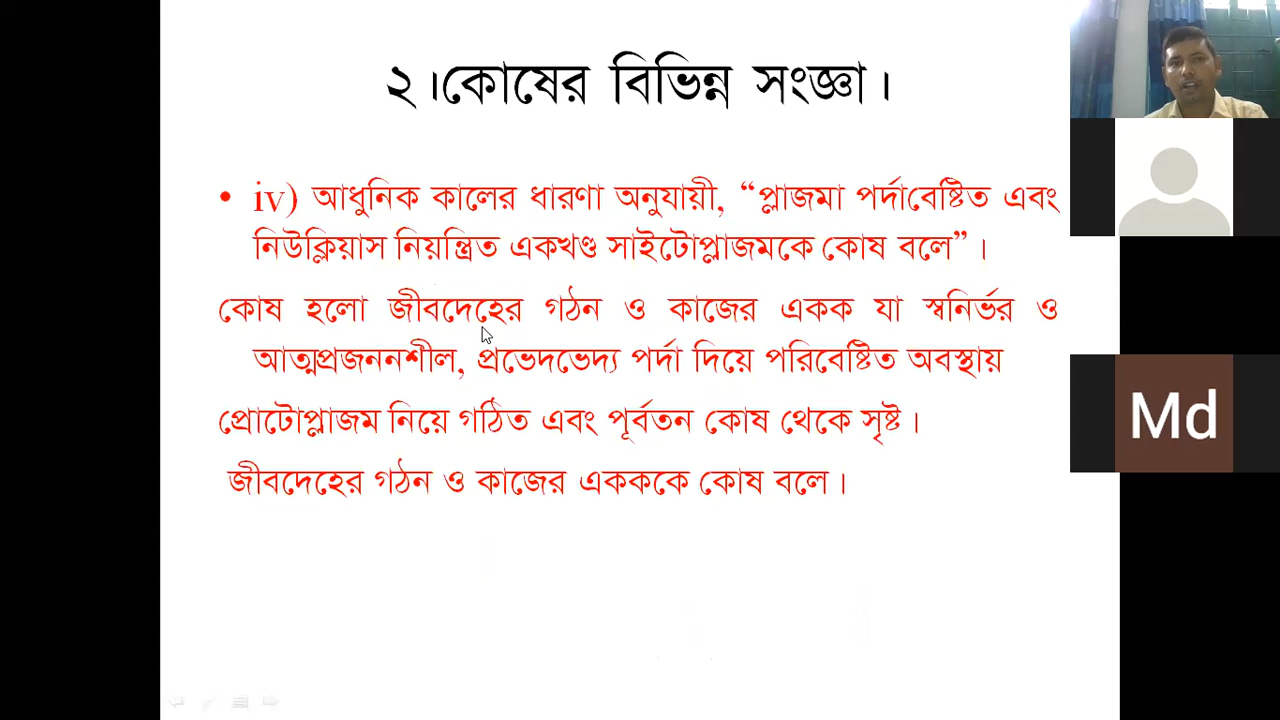 ২।কোষের বিভিন্ন সংজ্ঞা।
• iv) আধুনিক কালের ধারণা অনুযায়ী, “প্লাজমা পর্দাবেষ্টিত এবং
নিউক্লিয়াস নিয়ন্ত্রিত একখণ্ড সাইটোপ্লাজমকে কোষ বলে”।
কোষ হলো জীবদেহের গঠন ও কাজের একক যা স্বনির্ভর ও
আত্মপ্রজননশীল, প্রভেদভেদ্য পর্দা দিয়ে পরিবেষ্টিত অবস্থায়
প্রোটোপ্লাজম নিয়ে গঠিত এবং পূর্বতন কোষ থেকে সৃষ্ট।
জীবদেহের গঠন ও কাজের একককে কোষ বলে।
Md